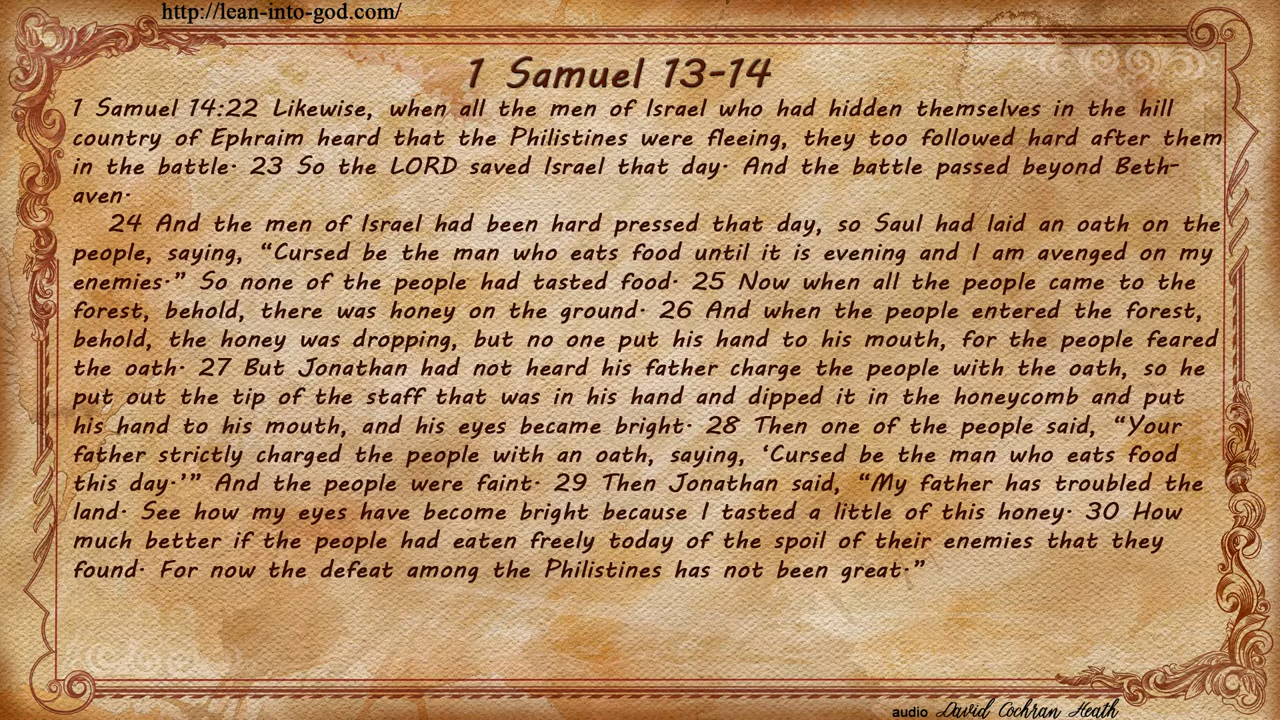 http://lean-into-god.com/
1 Samuel 13-14
1 Samuel 14:22 Likewise, when all the men of Israel who had hidden themselves in the hill
country of Ephraim heard that the Philistines were fleeing, they too followed hard after them
in the battle. 23 So the LORD saved Israel that day. And the battle passed beyond Beth-
aven.
24 And the men of Israel had been hard pressed that day, so Saul had laid an oath on the
people, saying, “Cursed be the man who eats food until it is evening and I am avenged on my
enemies.” So none of the people had tasted food. 25 Now when all the people came to the
forest, behold, there was honey on the ground. 26 And when the people entered the forest,
behold, the honey was dropping, but no one put his hand to his mouth, for the people feared
the oath. 27 But Jonathan had not heard his father charge the people with the oath, so he
put out the tip of the staff that was in his hand and dipped it in the honeycomb and put
his hand to his mouth, and his eyes became bright. 28 Then one of the people said, “Your
father strictly charged the people with an oath, saying, ‘Cursed be the man who eats food
this day.’” And the people were faint. 29 Then Jonathan said, “My father has troubled the
land. See how my eyes have become bright because I tasted a little of this honey. 30 How
much better if the people had eaten freely today of the spoil of their enemies that they
found. For now the defeat among the Philistines has not been great.”
audio David Cochran Heath